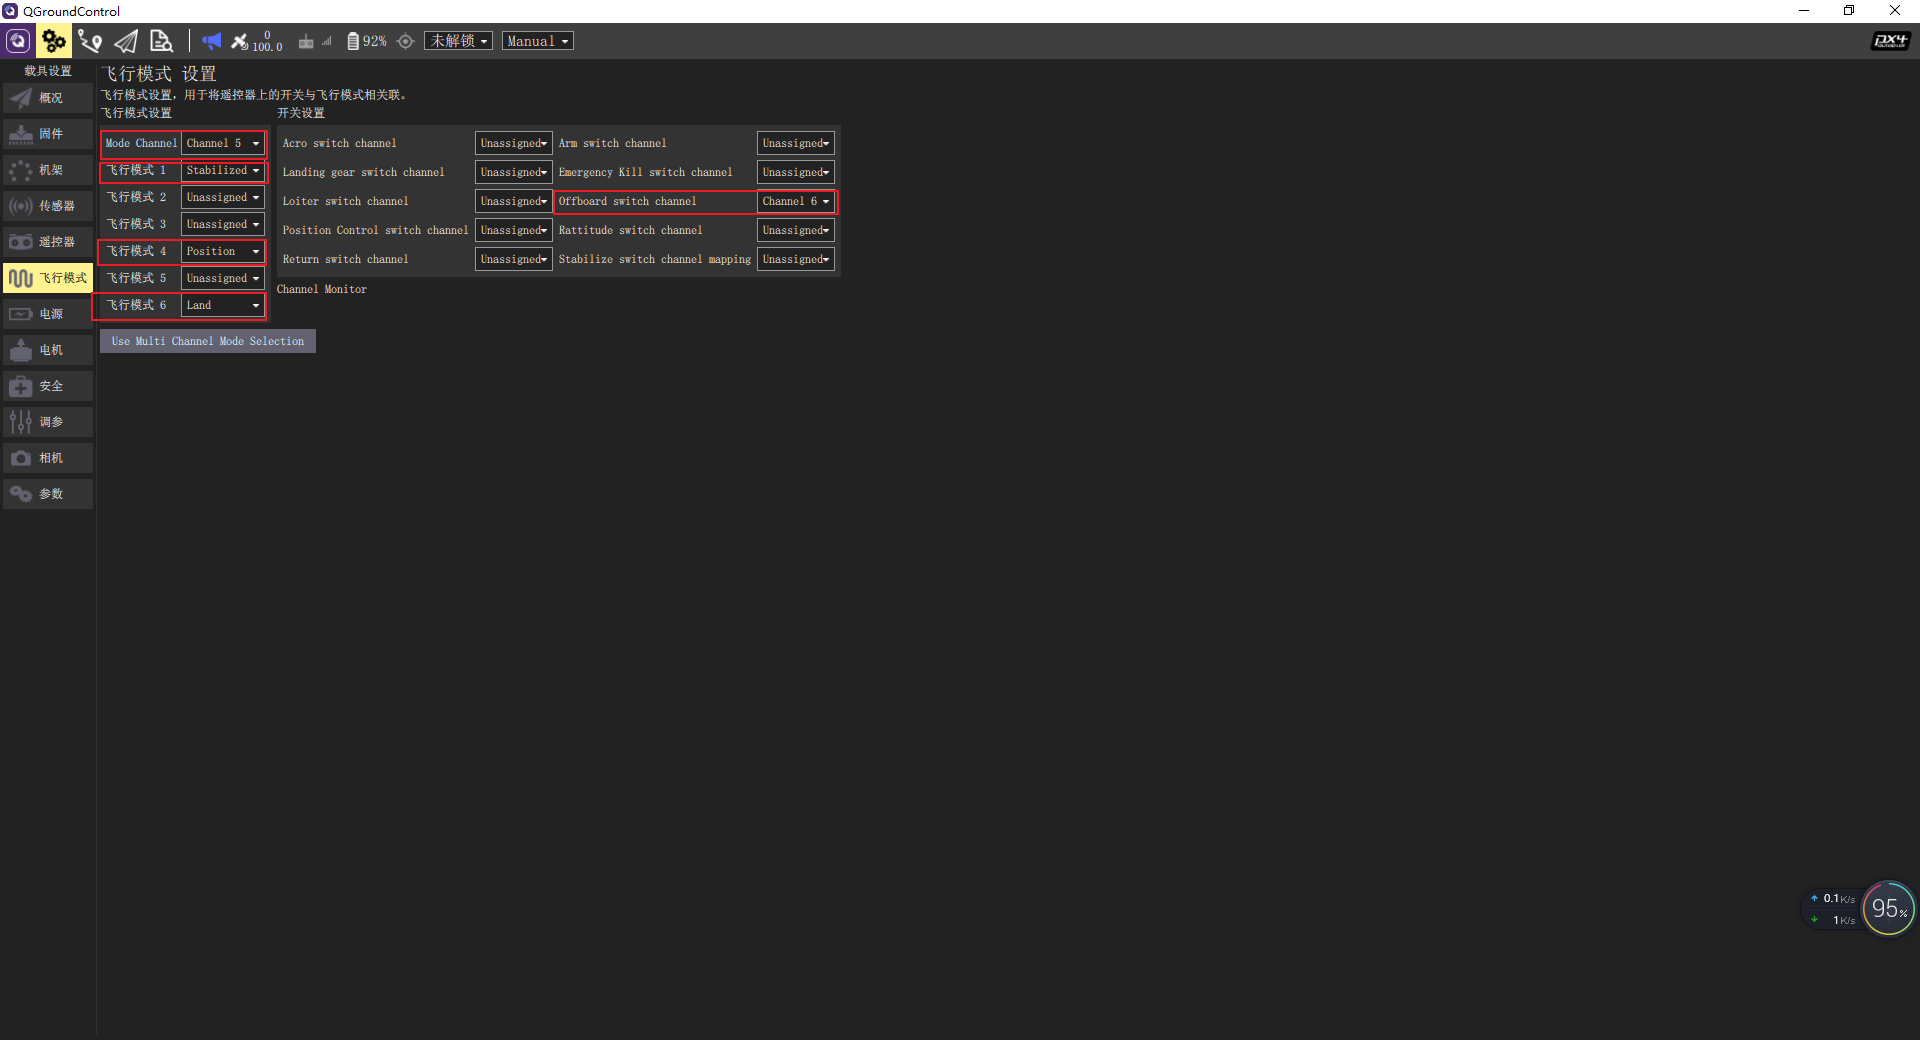 QGroundControl
0
100.0
92%
未解锁
Manual
px4
载具设置
概况
固件
机架
传感器
遥控器
飞行模式
电源
电机
安全
调参
相机
参数
飞行模式 设置
飞行模式设置，用于将遥控器上的开关与飞行模式相关联。
飞行模式设置
Mode Channel Channel 5
飞行模式 1 Stabilized
飞行模式 2 Unassigned
飞行模式 3 Unassigned
飞行模式 4 Position
飞行模式 5 Unassigned
飞行模式 6 Land
Use Multi Channel Mode Selection
开关设置
Acro switch channel Unassigned Arm switch channel Unassigned
Landing gear switch channel Unassigned Emergency Kill switch channel Unassigned
Loiter switch channel Unassigned Offboard switch channel Channel 6
Position Control switch channel Unassigned Rattitude switch channel Unassigned
Return switch channel Unassigned Stabilize switch channel mapping Unassigned
Channel Monitor
0.1K/s
1K/s
95%